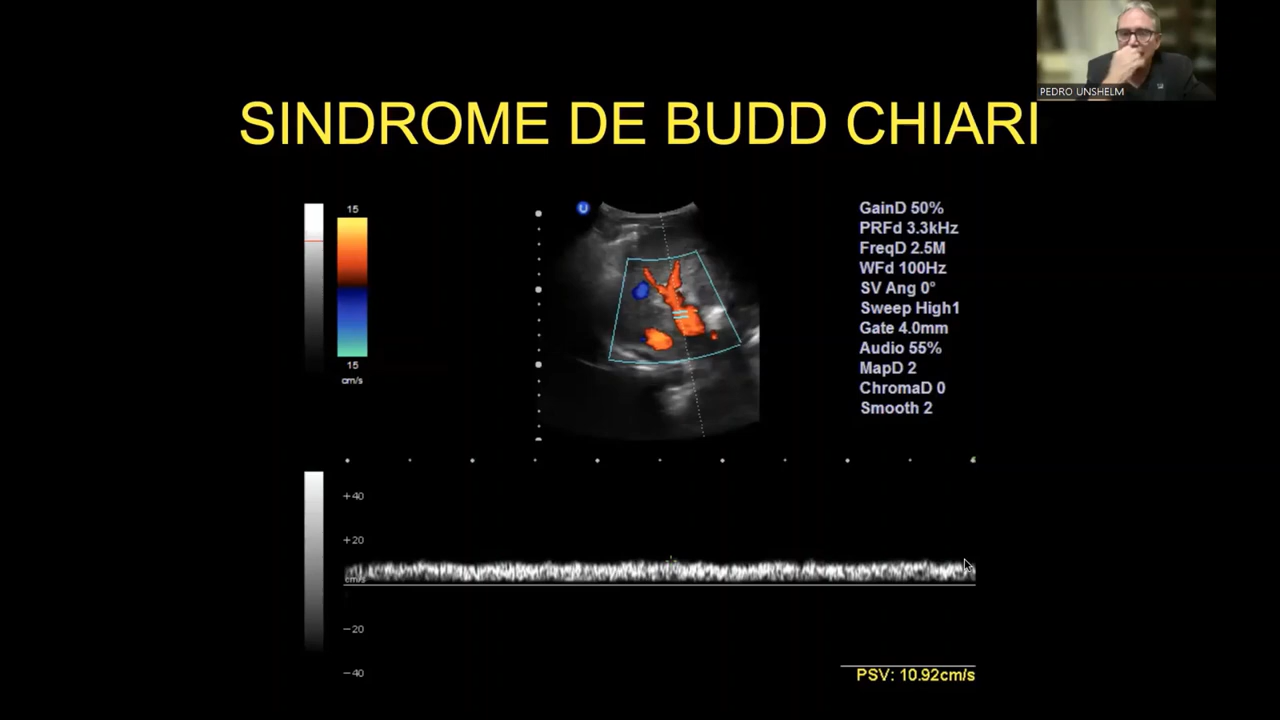 PEDRO UNSHELM
SINDROME DE BUDD CHIARI
15
15
cm/s
U
GainD 50%
PRFd 3.3kHz
FreqD 2.5M
WFd 100Hz
SV Ang 0°
Sweep High1
Gate 4.0mm
Audio 55%
MapD 2
ChromaD 0
Smooth 2
+40
+20
cm/s
−20
−40
PSV: 10.92cm/s